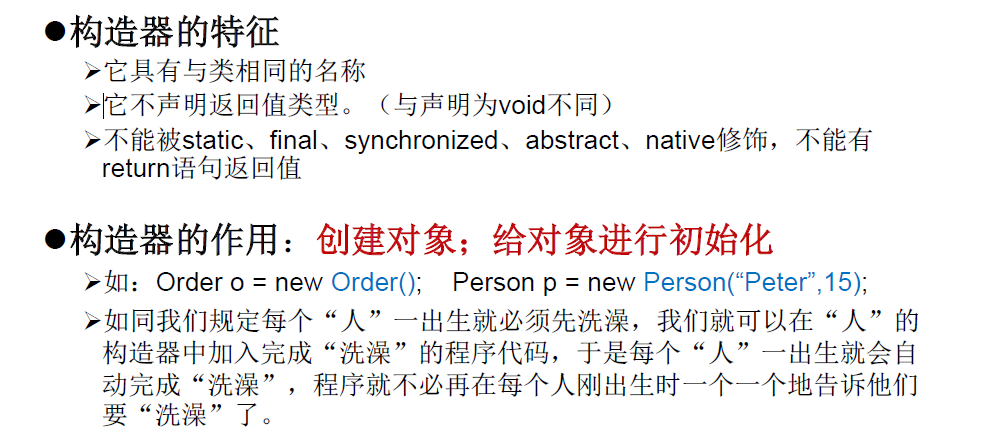 ●构造器的特征
➢它具有与类相同的名称
➢它不声明返回值类型。（与声明为void不同）
➢不能被static、final、synchronized、abstract、native修饰，不能有
return语句返回值
●构造器的作用：创建对象；给对象进行初始化
➢如：Order o = new Order(); Person p = new Person(“Peter”,15);
➢如同我们规定每个“人”一出生就必须先洗澡，我们就可以在“人”的
构造器中加入完成“洗澡”的程序代码，于是每个“人”一出生就会自
动完成“洗澡”，程序就不必再在每个人刚出生时一个一个地告诉他们
要“洗澡”了。